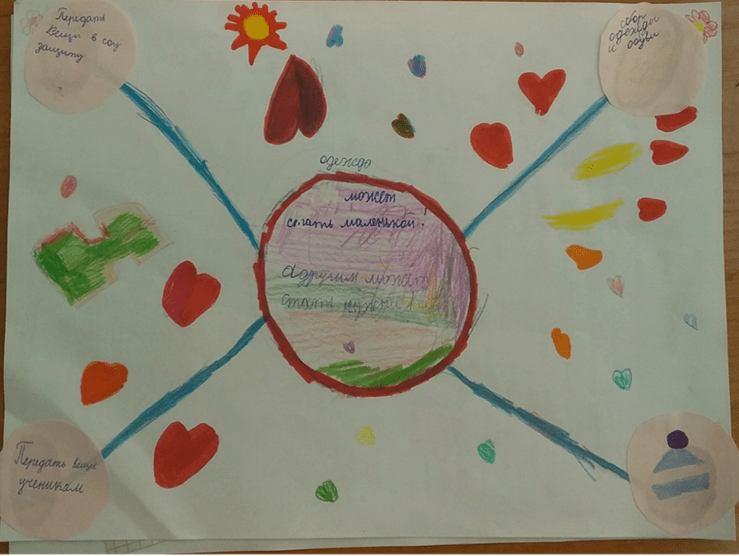 Передать
вещи в соц
защиту
сбор
одежды
и обуви
одежда
может
стать маленькой.
А другим может
стать нужной
Передать вещи
ученикам